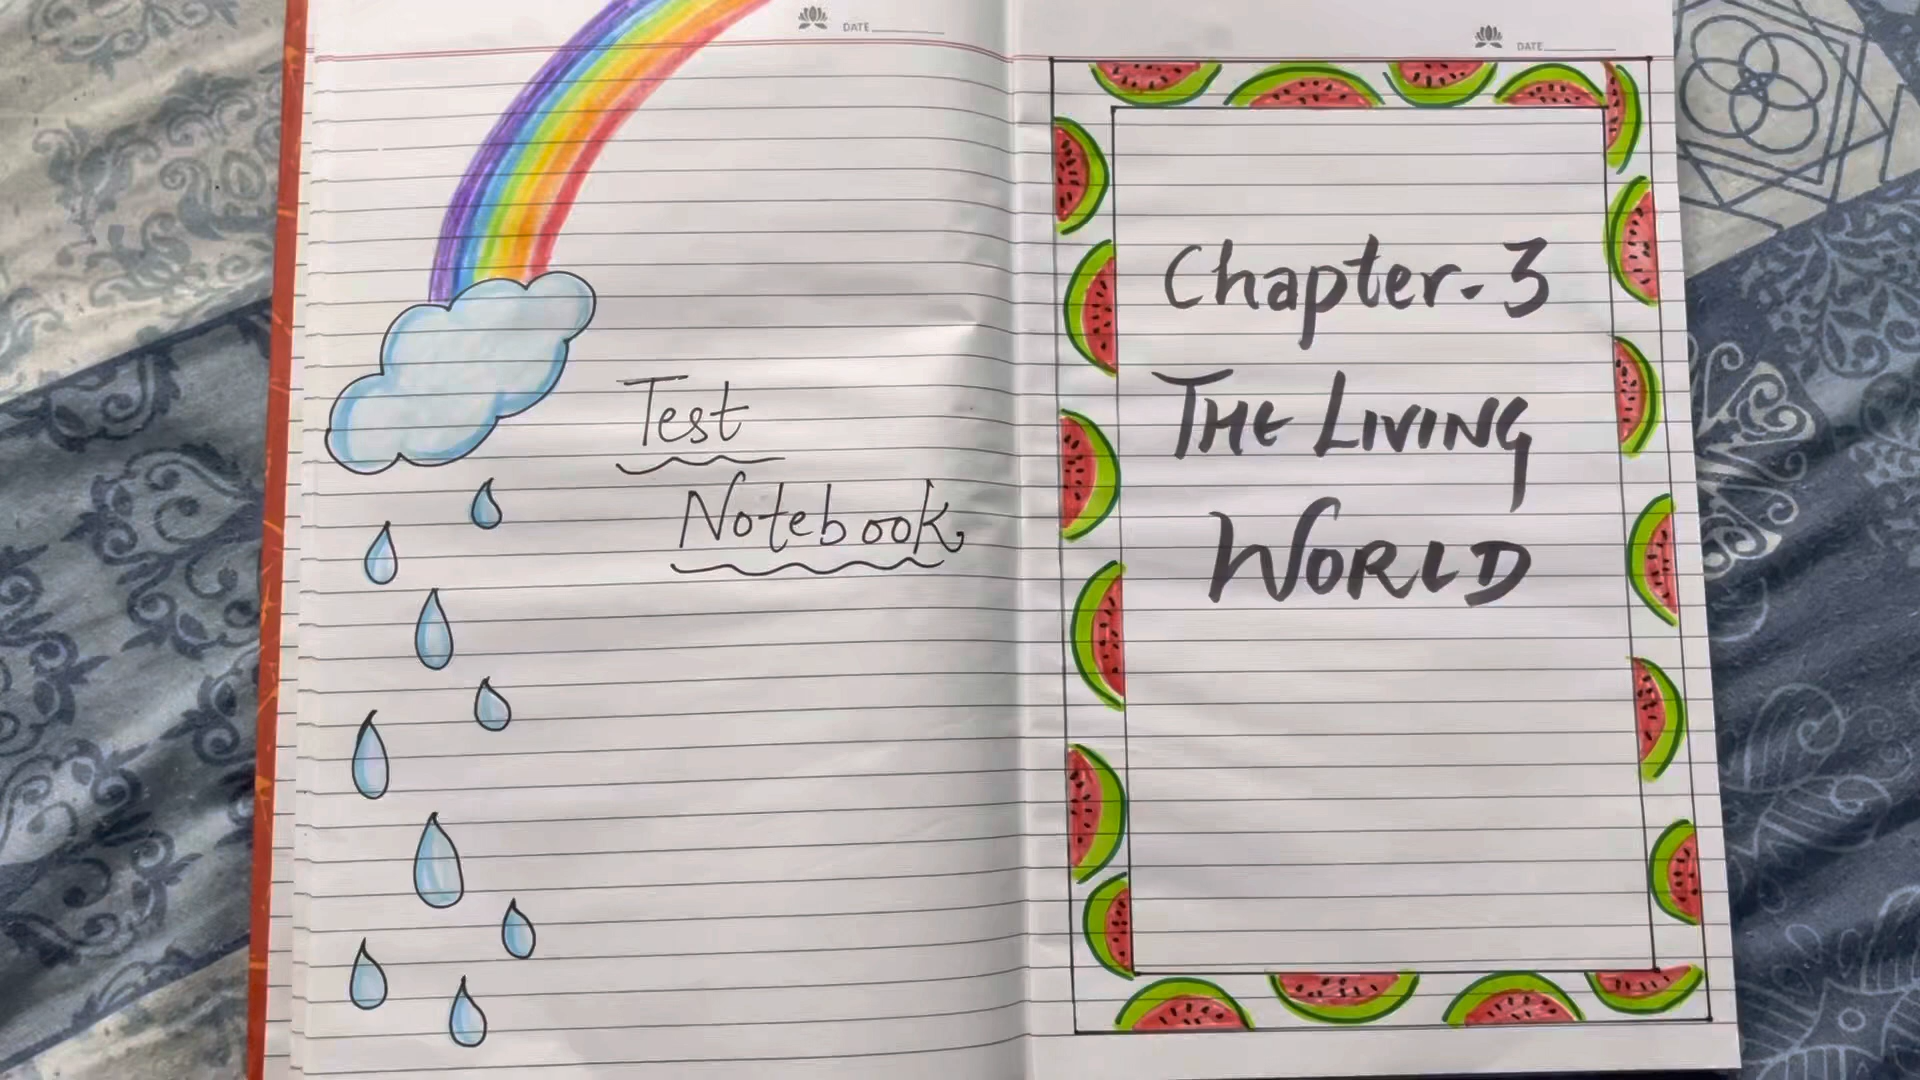 DATE
Test
Notebook
DATE
Chapter-3
THE LIVING
WORLD